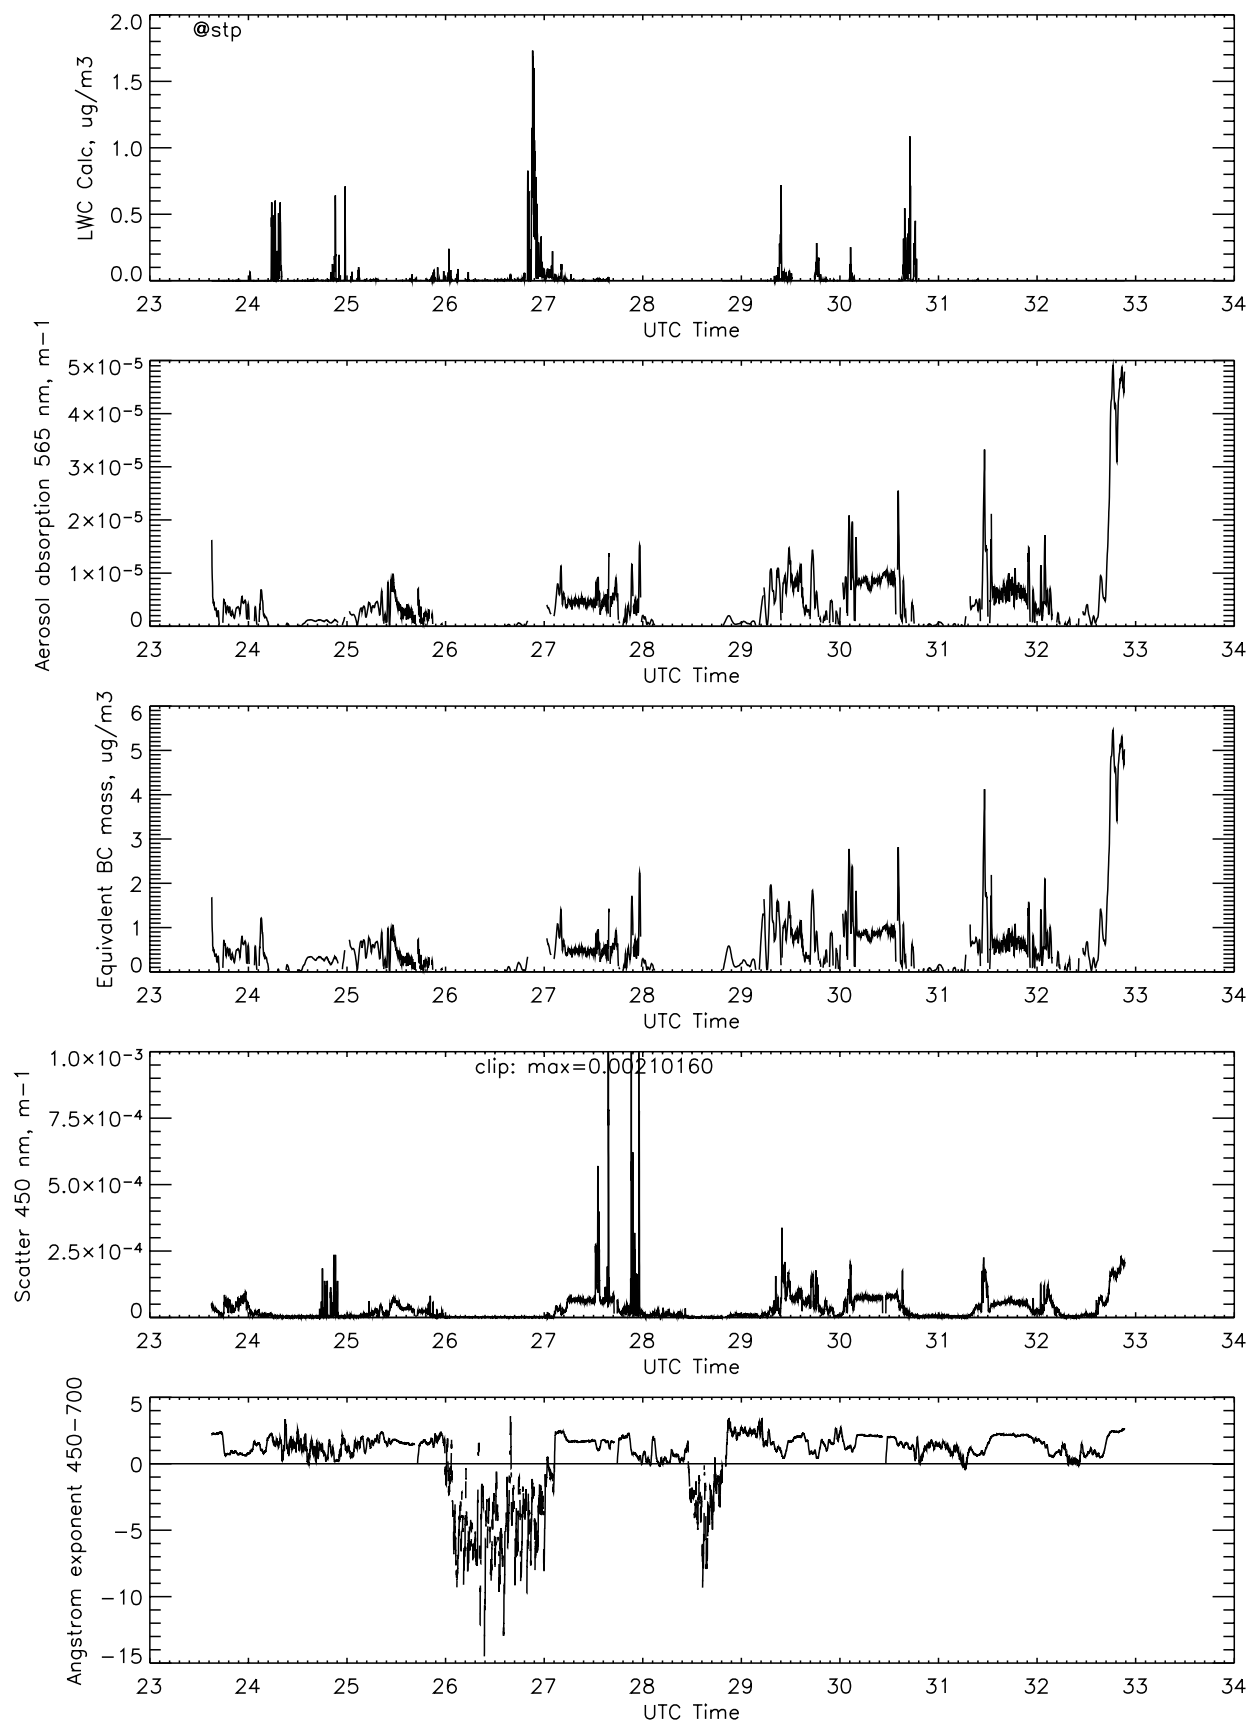 @stp
2.0
1.5
1.0
0.5
0.0
LWC Calc, ug/m3
23 24 25 26 27 28 29 30 31 32 33 34
UTC Time
5×10-5
4×10-5
3×10-5
2×10-5
1×10-5
0
Aerosol absorption 565 nm, m-1
23 24 25 26 27 28 29 30 31 32 33 34
UTC Time
6
5
4
3
2
1
0
Equivalent BC mass, ug/m3
23 24 25 26 27 28 29 30 31 32 33 34
UTC Time
clip: max=0.00210160
1.0×10-3
7.5×10-4
5.0×10-4
2.5×10-4
0
Scatter 450 nm, m-1
23 24 25 26 27 28 29 30 31 32 33 34
UTC Time
5
0
-5
-10
-15
Angstrom exponent 450-700
23 24 25 26 27 28 29 30 31 32 33 34
UTC Time